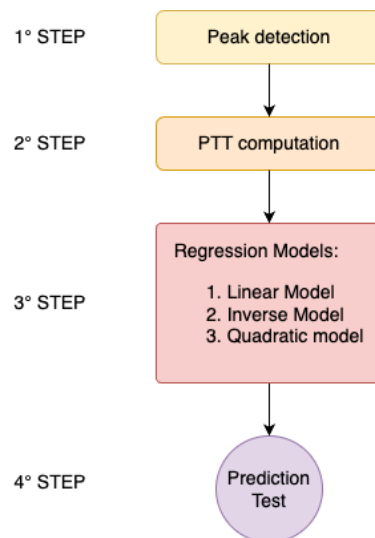 1° STEP
Peak detection
2° STEP
PTT computation
3° STEP
Regression Models:
1. Linear Model
2. Inverse Model
3. Quadratic model
4° STEP
Prediction
Test